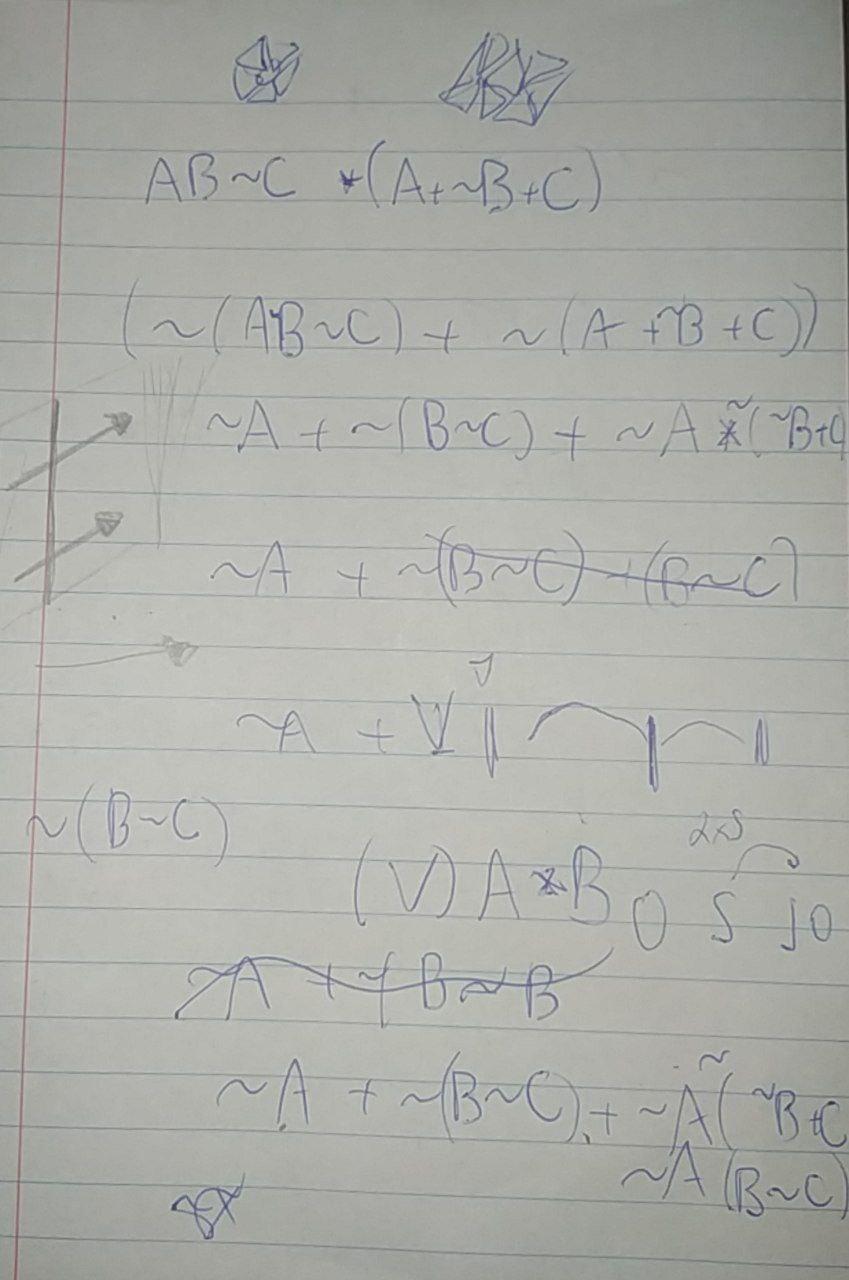 AB~C *(A+~B+C)
(~(AB~C) + ~(A +~B +C))
~A + ~(B~C) + ~A * ~(~B+C
~A + ~(B~C) + (B~C)
~A + V
~(B~C)
(V) A*B 0 5 10
~A + ~(B~B
~A + ~(B~C) + ~A ~(~B+C
~A (B~C)